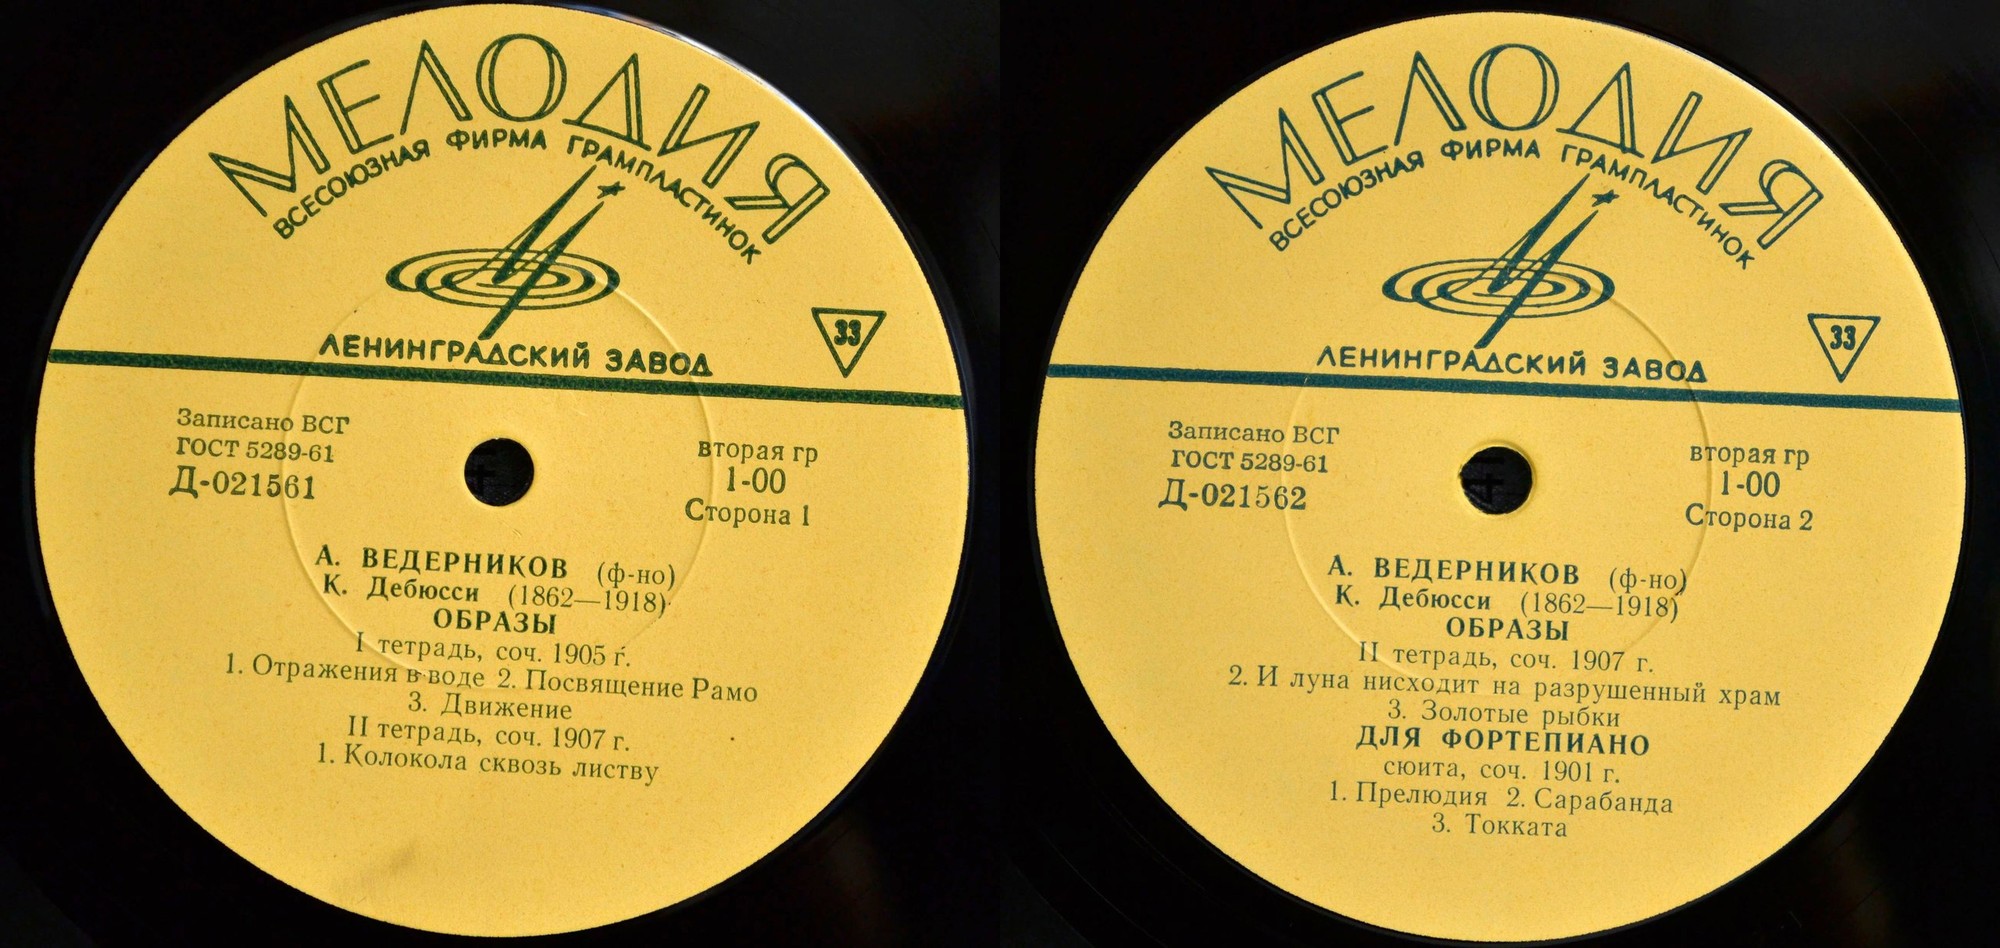 МЕЛОДИЯ
ВСЕСОЮЗНАЯ ФИРМА ГРАМПЛАСТИНОК
33
ЛЕНИНГРАДСКИЙ ЗАВОД
Записано ВСГ
ГОСТ 5289-61
Д-021561
вторая гр
1-00
Сторона 1
А. ВЕДЕРНИКОВ (ф-но)
К. Дебюсси (1862—1918)
ОБРАЗЫ
I тетрадь, соч. 1905 г.
1. Отражения в воде 2. Посвящение Рамо
3. Движение
II тетрадь, соч. 1907 г.
1. Колокола сквозь листву
МЕЛОДИЯ
ВСЕСОЮЗНАЯ ФИРМА ГРАМПЛАСТИНОК
33
ЛЕНИНГРАДСКИЙ ЗАВОД
Записано ВСГ
ГОСТ 5289-61
Д-021562
вторая гр
1-00
Сторона 2
А. ВЕДЕРНИКОВ (ф-но)
К. Дебюсси (1862—1918)
ОБРАЗЫ
II тетрадь, соч. 1907 г.
2. И луна нисходит на разрушенный храм
3. Золотые рыбки
ДЛЯ ФОРТЕПИАНО
сюита, соч. 1901 г.
1. Прелюдия 2. Сарабанда
3. Токката